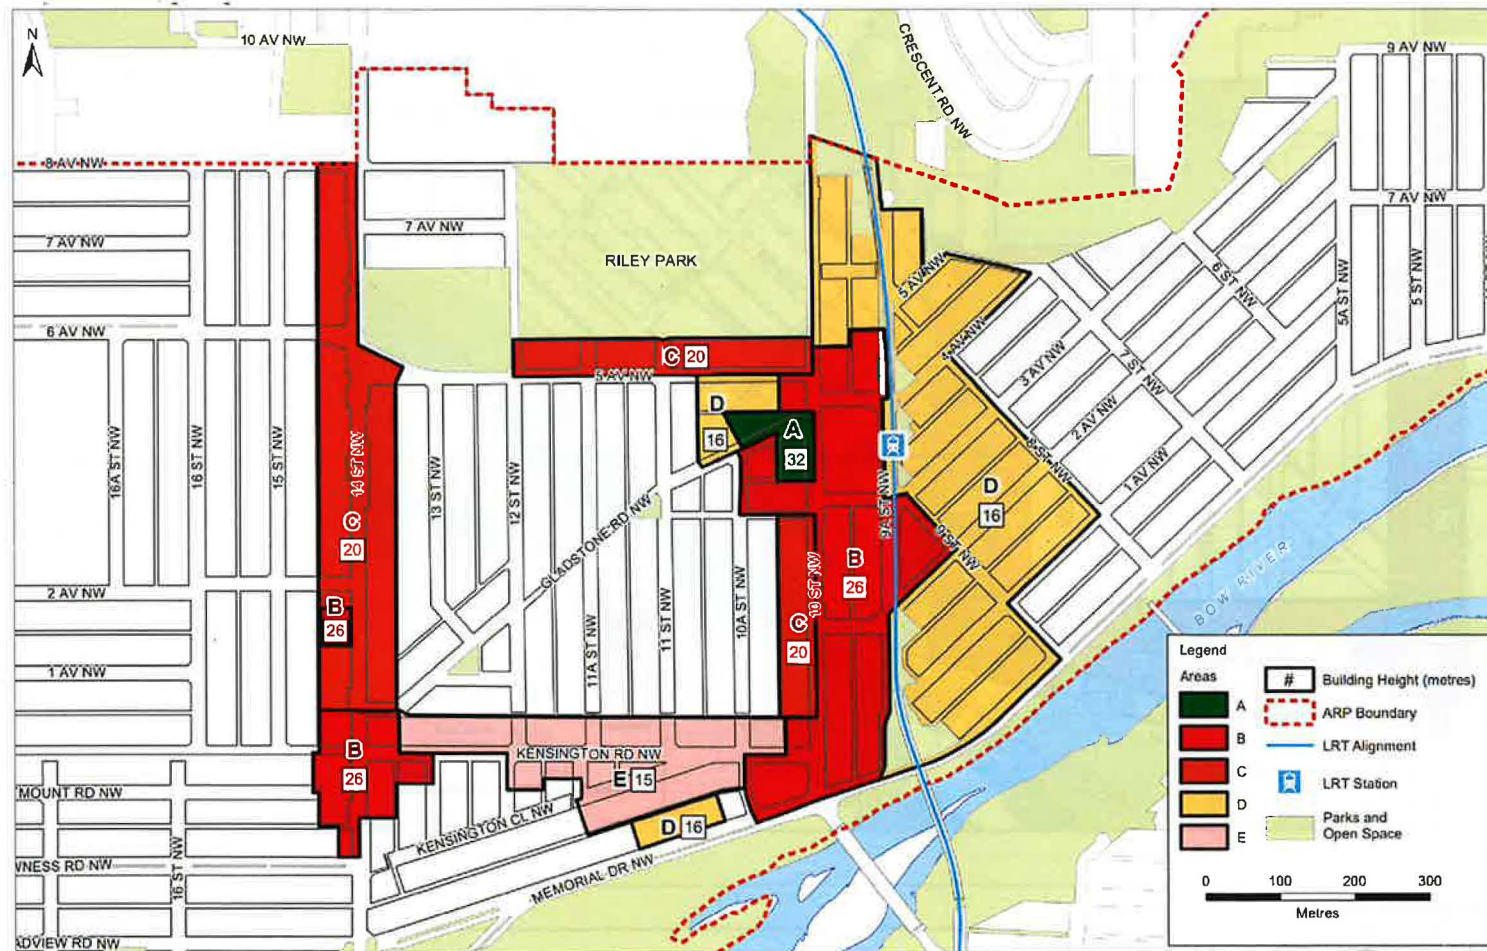 N
10 AV NW
CRESCENT RD NW
9 AV NW
8 AV NW
7 AV NW
7 AV NW
7 AV NW
RILEY PARK
5 AV NW
6 ST NW
5A ST NW
5 ST NW
6 AV NW
4 AV NW
3 AV NW
7 ST NW
2 AV NW
8 ST NW
1 AV NW
C 20
5 AV NW
D
16
A
32
16A ST NW
16 ST NW
15 ST NW
14 ST NW
C
20
13 ST NW
12 ST NW
GLADSTONE RD NW
9A ST NW
D
16
9 ST NW
B
26
10 ST NW
C
20
11A ST NW
11 ST NW
10A ST NW
2 AV NW
B
26
1 AV NW
BOW RIVER
B
26
KENSINGTON RD NW
E 15
MOUNT RD NW
KENSINGTON CL NW
D 16
MEMORIAL DR NW
WNESS RD NW
16 ST NW
ADVIEW RD NW
Legend
Areas
A
B
C
D
E
# Building Height (metres)
ARP Boundary
LRT Alignment
LRT Station
Parks and
Open Space
0 100 200 300
Metres